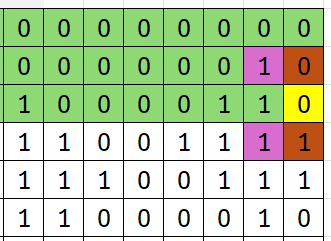 0 0 0 0 0 0 0 0
0 0 0 0 0 0 1 0
1 0 0 0 0 1 1 0
1 1 0 0 1 1 1 1
1 1 1 0 0 1 1 1
1 1 0 0 0 0 1 0